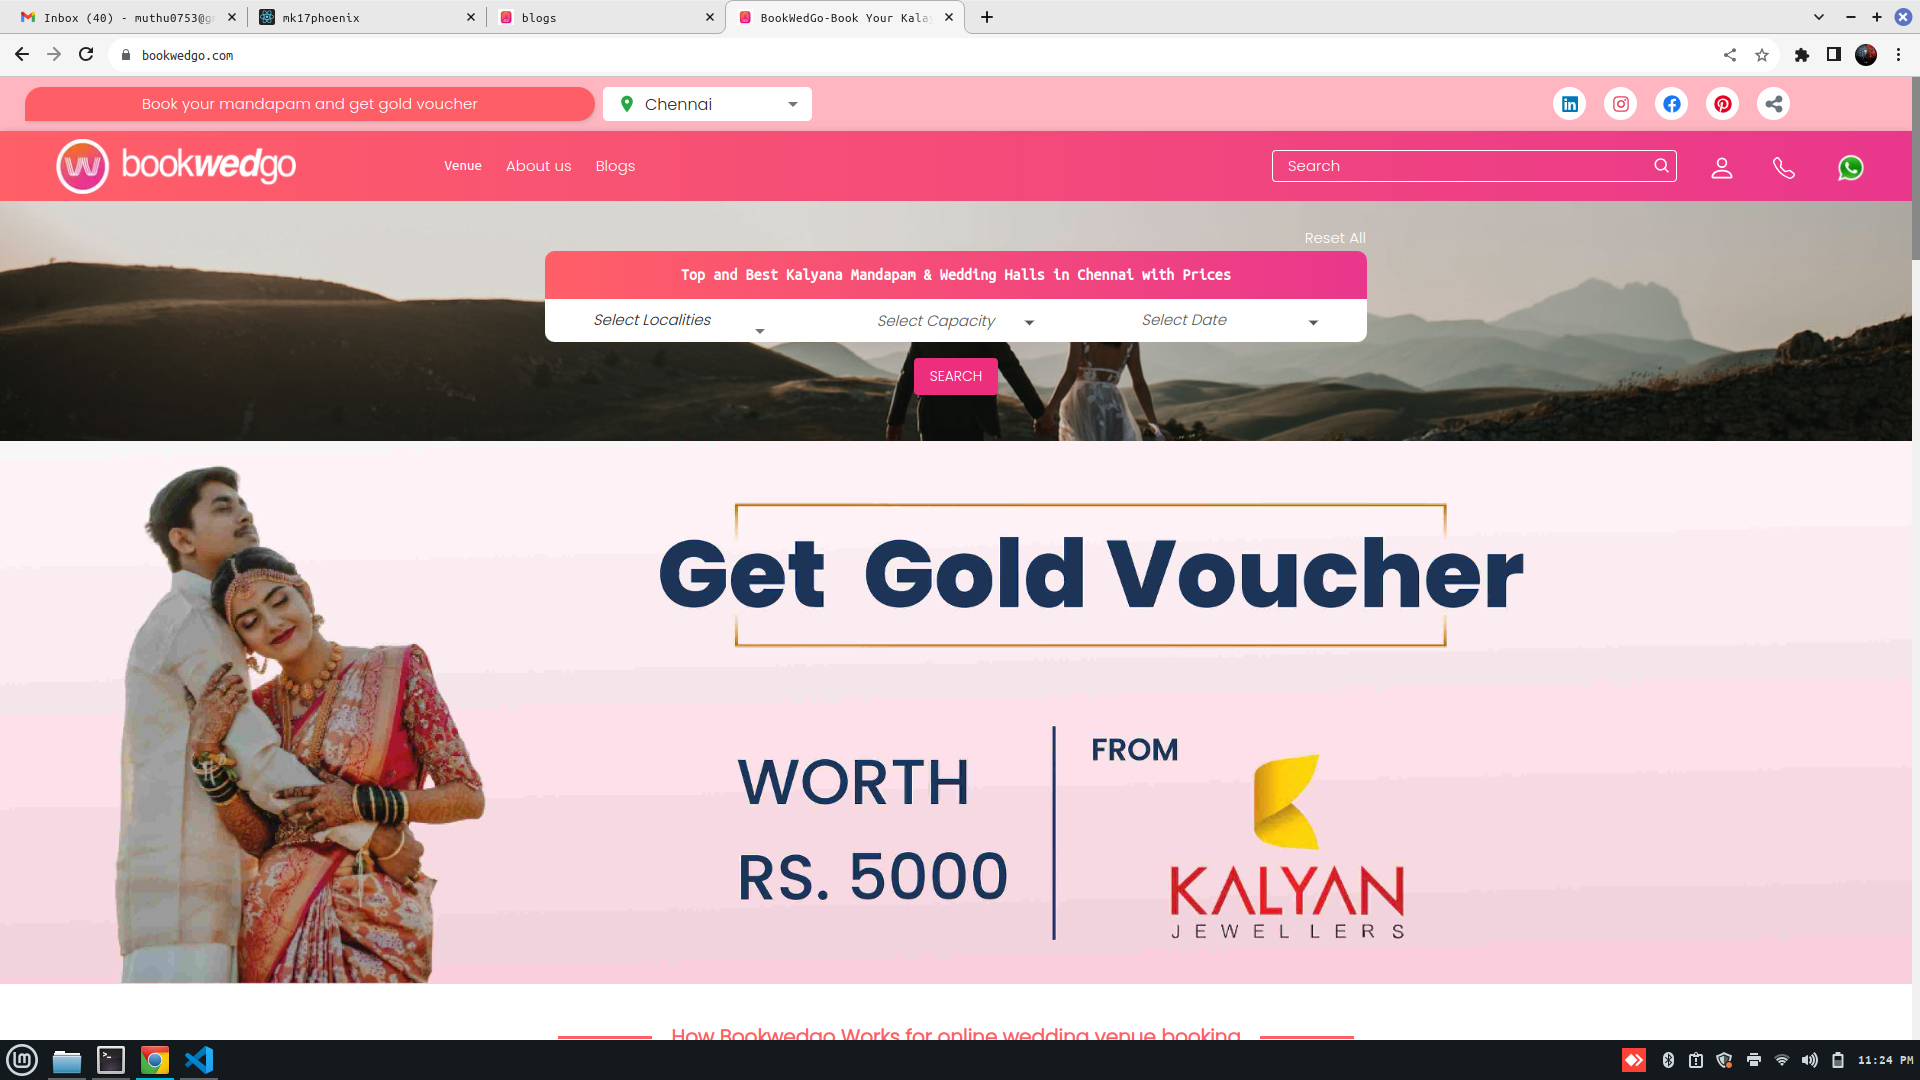 Inbox (40) - muthu0753@g
mk17phoenix
blogs
BookWedGo-Book Your Kala
bookwedgo.com
Book your mandapam and get gold voucher
Chennai
bookwedgo
Venue
About us
Blogs
Search
Reset All
Top and Best Kalyana Mandapam & Wedding Halls in Chennai with Prices
Select Localities
Select Capacity
Select Date
SEARCH
Get Gold Voucher
WORTH
RS. 5000
FROM
KALYAN
JEWELLERS
How Bookwedgo Works for online wedding venue booking
11:24 PM